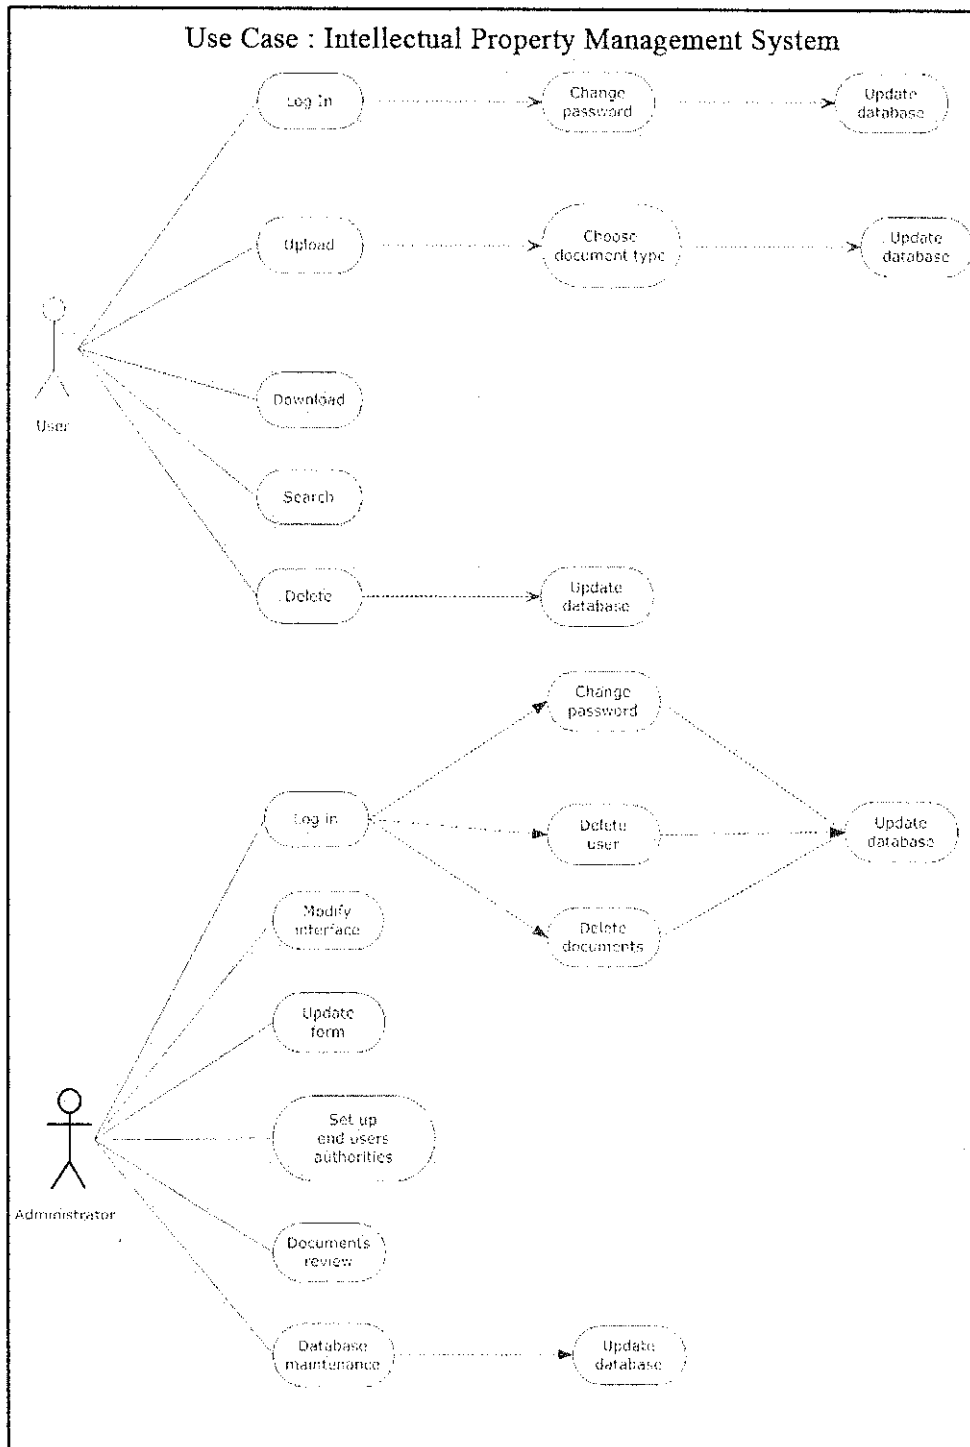 Use Case : Intellectual Property Management System
Log In
Change
password
Update
database
Upload
Choose
document type
Update
database
User
Download
Search
Delete
Update
database
Change
password
Log in
Delete
user
Update
database
Modify
interface
Delete
documents
Update
form
Set up
end users
authorities
Administrator
Documents
review
Database
maintenance
Update
database